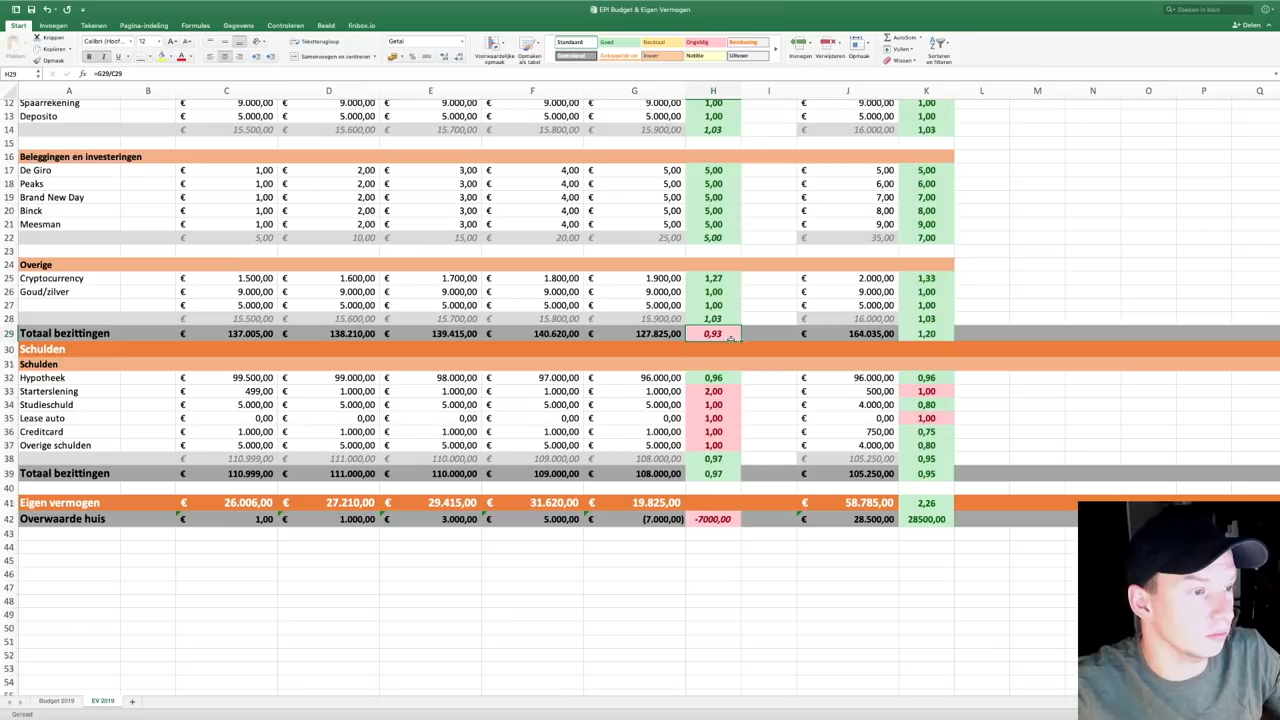 EPI Budget & Eigen Vermogen
Zoeken in blad
Start Invoegen Tekenen Pagina-indeling Formules Gegevens Controleren Beeld finbox.io Delen
Plakken Knippen Kopiëren Opmaak
Calibri (Hoof... 12 A A
B I U A
Tekstterugloop
Samenvoegen en centreren
Getal
% 000
Voorwaardelijke opmaak
Opmaken als tabel
Standaard Goed Neutraal Ongeldig Berekening
Controlecel Gekoppelde cel Invoer Notitie Uitvoer
Invoegen Verwijderen Opmaak
AutoSom
Vullen
Wissen
Sorteren en filteren
H29 fx =G29/C29
A B C D E F G H I J K L M N O P Q
12 Spaarrekening € 9.000,00 € 9.000,00 € 9.000,00 € 9.000,00 € 9.000,00 1,00 € 9.000,00 1,00
13 Deposito € 5.000,00 € 5.000,00 € 5.000,00 € 5.000,00 € 5.000,00 1,00 € 5.000,00 1,00
14 € 15.500,00 € 15.600,00 € 15.700,00 € 15.800,00 € 15.900,00 1,03 € 16.000,00 1,03
15
16 Beleggingen en investeringen
17 De Giro € 1,00 € 2,00 € 3,00 € 4,00 € 5,00 5,00 € 5,00 5,00
18 Peaks € 1,00 € 2,00 € 3,00 € 4,00 € 5,00 5,00 € 6,00 6,00
19 Brand New Day € 1,00 € 2,00 € 3,00 € 4,00 € 5,00 5,00 € 7,00 7,00
20 Binck € 1,00 € 2,00 € 3,00 € 4,00 € 5,00 5,00 € 8,00 8,00
21 Meesman € 1,00 € 2,00 € 3,00 € 4,00 € 5,00 5,00 € 9,00 9,00
22 € 5,00 € 10,00 € 15,00 € 20,00 € 25,00 5,00 € 35,00 7,00
23
24 Overige
25 Cryptocurrency € 1.500,00 € 1.600,00 € 1.700,00 € 1.800,00 € 1.900,00 1,27 € 2.000,00 1,33
26 Goud/zilver € 9.000,00 € 9.000,00 € 9.000,00 € 9.000,00 € 9.000,00 1,00 € 9.000,00 1,00
27 € 5.000,00 € 5.000,00 € 5.000,00 € 5.000,00 € 5.000,00 1,00 € 5.000,00 1,00
28 € 15.500,00 € 15.600,00 € 15.700,00 € 15.800,00 € 15.900,00 1,03 € 16.000,00 1,03
29 Totaal bezittingen € 137.005,00 € 138.210,00 € 139.415,00 € 140.620,00 € 127.825,00 0,93 € 164.035,00 1,20
30 Schulden
31 Schulden
32 Hypotheek € 99.500,00 € 99.000,00 € 98.000,00 € 97.000,00 € 96.000,00 0,96 € 96.000,00 0,96
33 Starterslening € 499,00 € 1.000,00 € 1.000,00 € 1.000,00 € 1.000,00 2,00 € 500,00 1,00
34 Studieschuld € 5.000,00 € 5.000,00 € 5.000,00 € 5.000,00 € 5.000,00 1,00 € 4.000,00 0,80
35 Lease auto € 0,00 € 0,00 € 0,00 € 0,00 € 0,00 1,00 € 0,00 1,00
36 Creditcard € 1.000,00 € 1.000,00 € 1.000,00 € 1.000,00 € 1.000,00 1,00 € 750,00 0,75
37 Overige schulden € 5.000,00 € 5.000,00 € 5.000,00 € 5.000,00 € 5.000,00 1,00 € 4.000,00 0,80
38 € 110.999,00 € 111.000,00 € 110.000,00 € 109.000,00 € 108.000,00 0,97 € 105.250,00 0,95
39 Totaal bezittingen € 110.999,00 € 111.000,00 € 110.000,00 € 109.000,00 € 108.000,00 0,97 € 105.250,00 0,95
40
41 Eigen vermogen € 26.006,00 € 27.210,00 € 29.415,00 € 31.620,00 € 19.825,00 € 58.785,00 2,26
42 Overwaarde huis € 1,00 € 1.000,00 € 3.000,00 € 5.000,00 € (7.000,00) -7000,00 € 28.500,00 28500,00
43
44
45
46
47
48
49
50
51
52
53
54
55
Budget 2019 EV 2019 +
Gereed